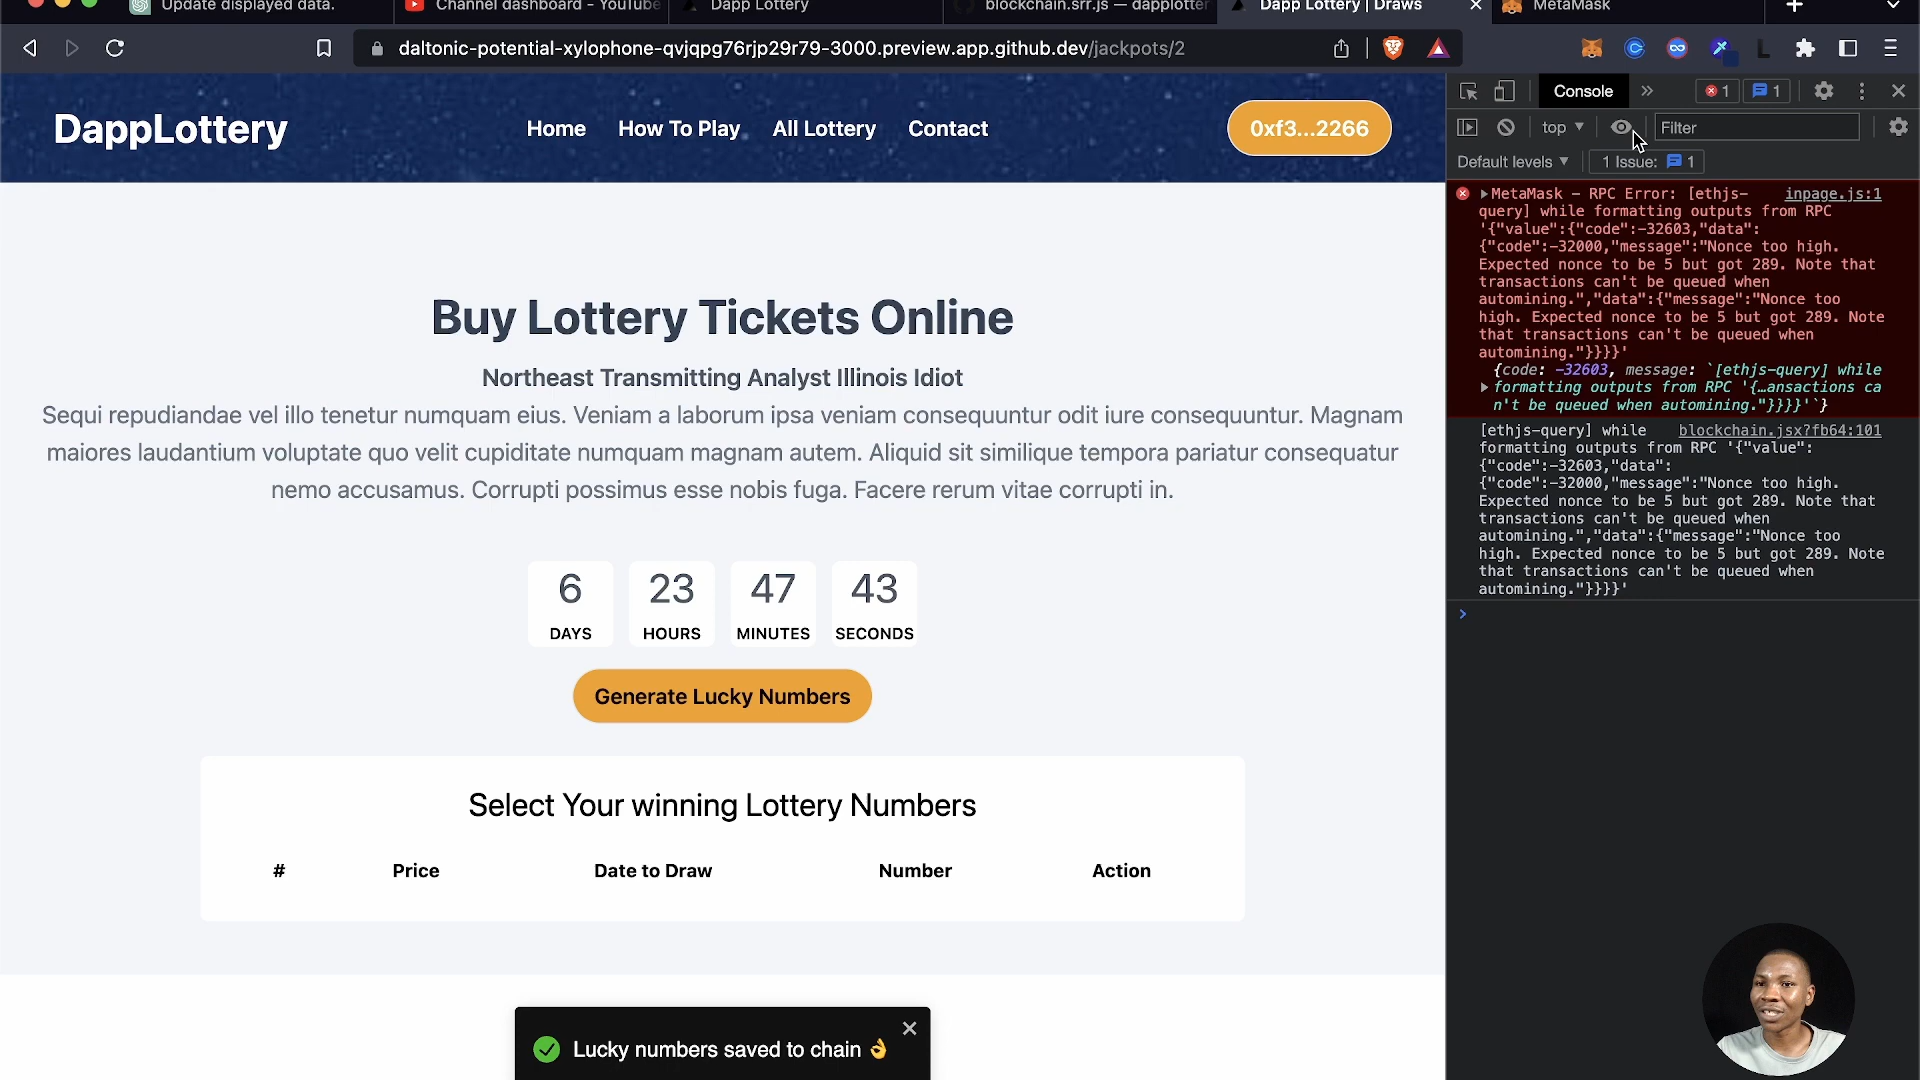 Update displayed data.
Channel dashboard - YouTube
Dapp Lottery
blockchain.srr.js — dapplotter
Dapp Lottery | Draws
MetaMask
daltonic-potential-xylophone-qvjqpg76rjp29r79-3000.preview.app.github.dev/jackpots/2
DappLottery
Home
How To Play
All Lottery
Contact
0xf3...2266
Buy Lottery Tickets Online
Northeast Transmitting Analyst Illinois Idiot
Sequi repudiandae vel illo tenetur numquam eius. Veniam a laborum ipsa veniam consequuntur odit iure consequuntur. Magnam
maiores laudantium voluptate quo velit cupiditate numquam magnam autem. Aliquid sit similique tempora pariatur consequatur
nemo accusamus. Corrupti possimus esse nobis fuga. Facere rerum vitae corrupti in.
6
DAYS
23
HOURS
47
MINUTES
43
SECONDS
Generate Lucky Numbers
Select Your winning Lottery Numbers
# Price Date to Draw Number Action
Lucky numbers saved to chain 👌
Console
1
1
top
Filter
Default levels
1 Issue: 1
MetaMask - RPC Error: [ethjs- inpage.js:1
query] while formatting outputs from RPC
'{"value":{"code":-32603,"data":
{"code":-32000,"message":"Nonce too high.
Expected nonce to be 5 but got 289. Note that
transactions can't be queued when
automining.","data":{"message":"Nonce too
high. Expected nonce to be 5 but got 289. Note
that transactions can't be queued when
automining."}}}}'
{code: -32603, message: `[ethjs-query] while
formatting outputs from RPC '{…ansactions ca
n't be queued when automining."}}}}'`}
[ethjs-query] while blockchain.jsx?fb64:101
formatting outputs from RPC '{"value":
{"code":-32603,"data":
{"code":-32000,"message":"Nonce too high.
Expected nonce to be 5 but got 289. Note that
transactions can't be queued when
automining.","data":{"message":"Nonce too
high. Expected nonce to be 5 but got 289. Note
that transactions can't be queued when
automining."}}}}'